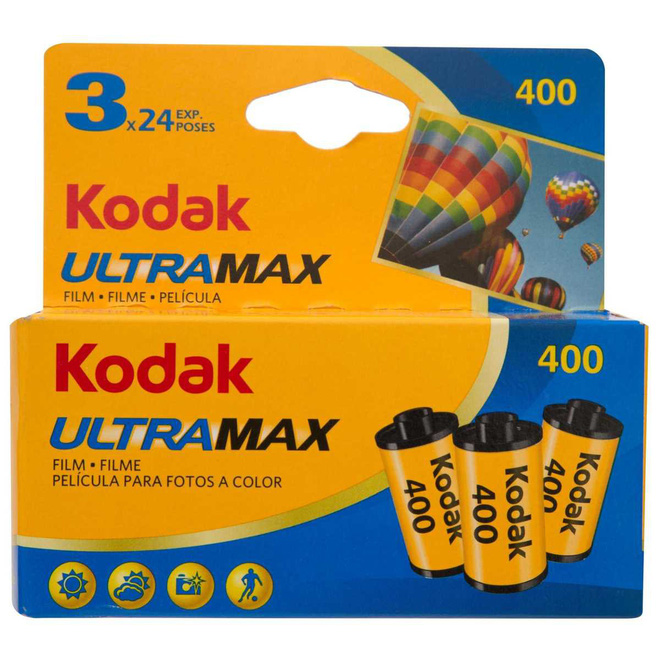 3 x 24 EXP. POSES
400
Kodak
ULTRAMAX
FILM • FILME • PELÍCULA
Kodak
400
ULTRAMAX
FILM • FILME
PELÍCULA PARA FOTOS A COLOR
Kodak
400
Kodak
400
Kodak
400